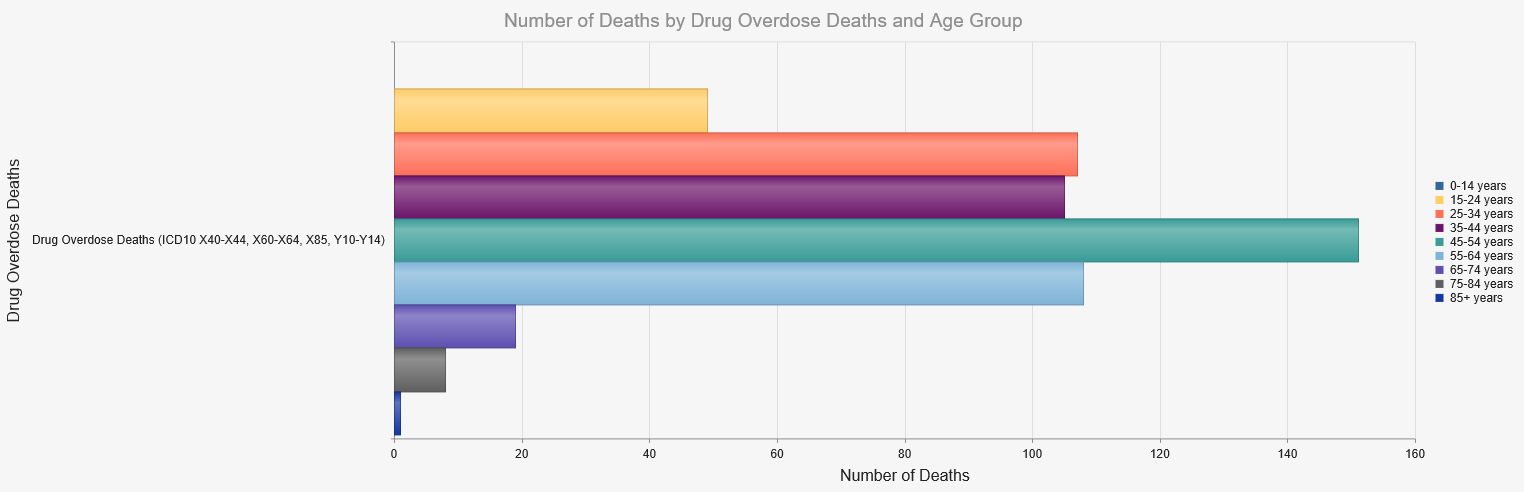 Number of Deaths by Drug Overdose Deaths and Age Group
Drug Overdose Deaths
Drug Overdose Deaths (ICD10 X40-X44, X60-X64, X85, Y10-Y14)
0-14 years
15-24 years
25-34 years
35-44 years
45-54 years
55-64 years
65-74 years
75-84 years
85+ years
0 20 40 60 80 100 120 140 160
Number of Deaths